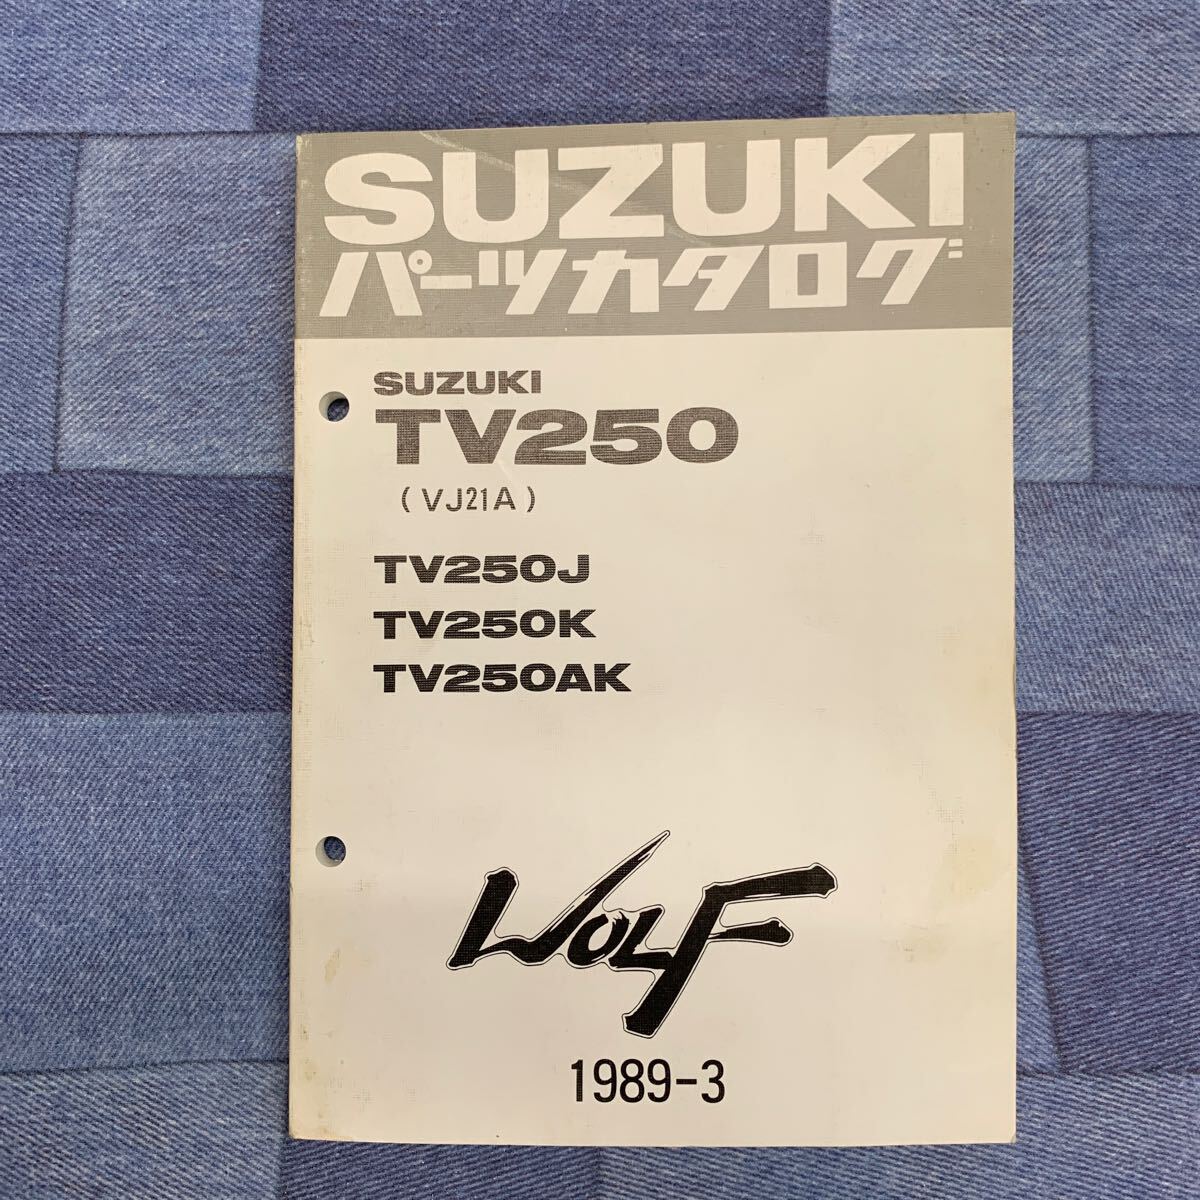 SUZUKI
パーツカタログ
SUZUKI
TV250
(VJ21A)
TV250J
TV250K
TV250AK
WOLF
1989-3